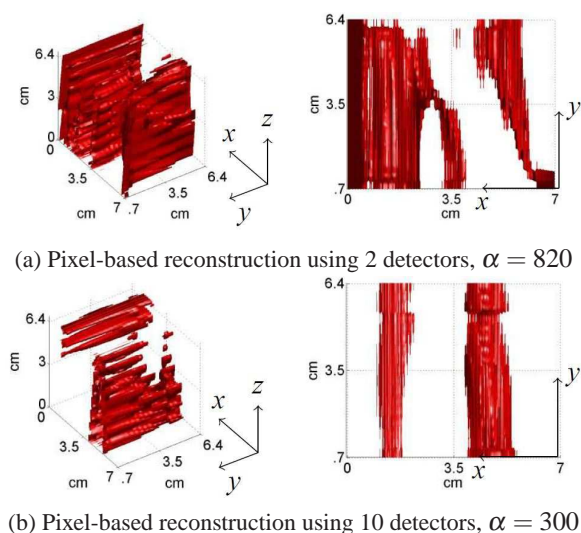 6.4
cm
3
0
0
3.5
cm
7
.7
3.5
cm
6.4
x
z
y
6.4
cm
3.5
.7
0
3.5
cm
x
7
y
(a) Pixel-based reconstruction using 2 detectors, α = 820
6.4
cm
3
0
0
3.5
cm
7
.7
3.5
cm
6.4
x
z
y
6.4
cm
3.5
.7
0
3.5
cm
x
7
y
(b) Pixel-based reconstruction using 10 detectors, α = 300